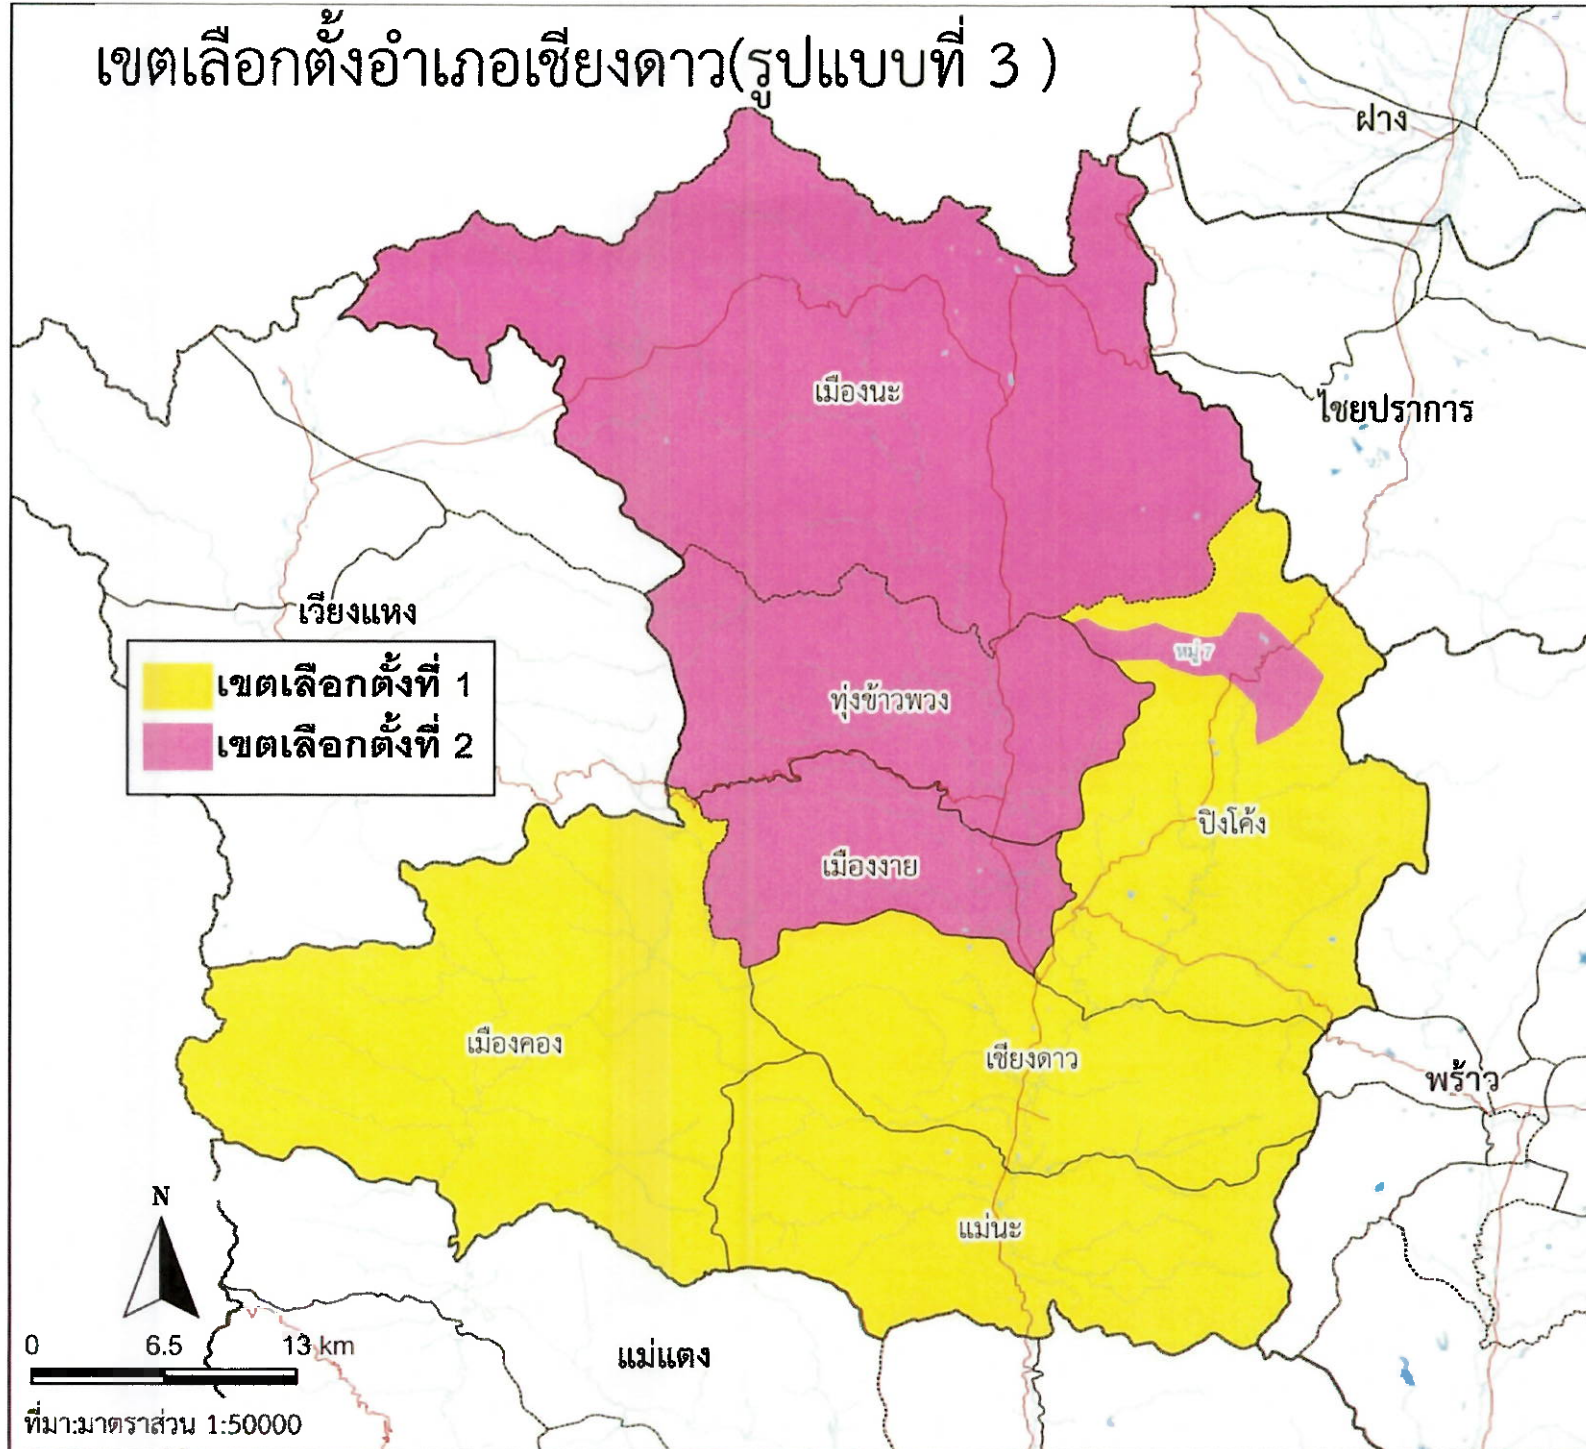 เขตเลือกตั้งอำเภอเชียงดาว(รูปแบบที่ 3 )
ฝาง
เมืองนะ
ไชยปราการ
เวียงแหง
หมู่ 7
เขตเลือกตั้งที่ 1
เขตเลือกตั้งที่ 2
ทุ่งข้าวพวง
ปิงโค้ง
เมืองงาย
เมืองคอง
เชียงดาว
พร้าว
N
แม่นะ
0 6.5 13 km
แม่แตง
ที่มา:มาตราส่วน 1:50000